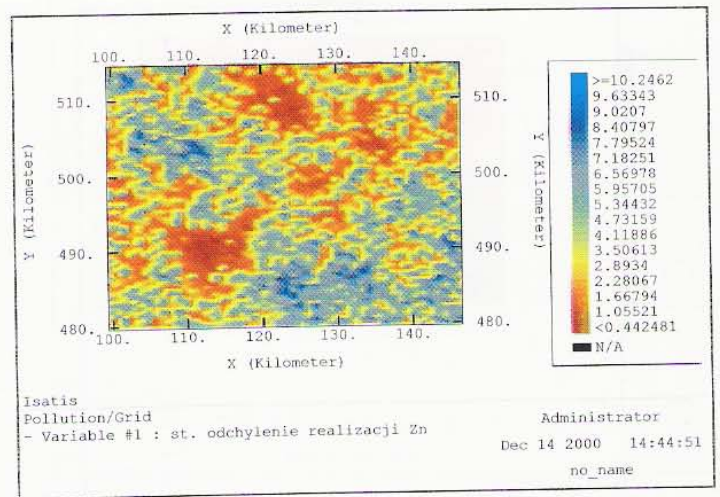 X (Kilometer)
100. 110. 120. 130. 140.
510. 510.
500. 500.
490. 490.
480. 480.
Y (Kilometer)
Y (Kilometer)
100. 110. 120. 130. 140.
X (Kilometer)
>=10.2462
9.63343
9.0207
8.40797
7.79524
7.18251
6.56978
5.95705
5.34432
4.73159
4.11886
3.50613
2.8934
2.28067
1.66794
1.05521
<0.442481
N/A
Isatis
Pollution/Grid
- Variable #1 : st. odchylenie realizacji Zn
Administrator
Dec 14 2000 14:44:51
no_name